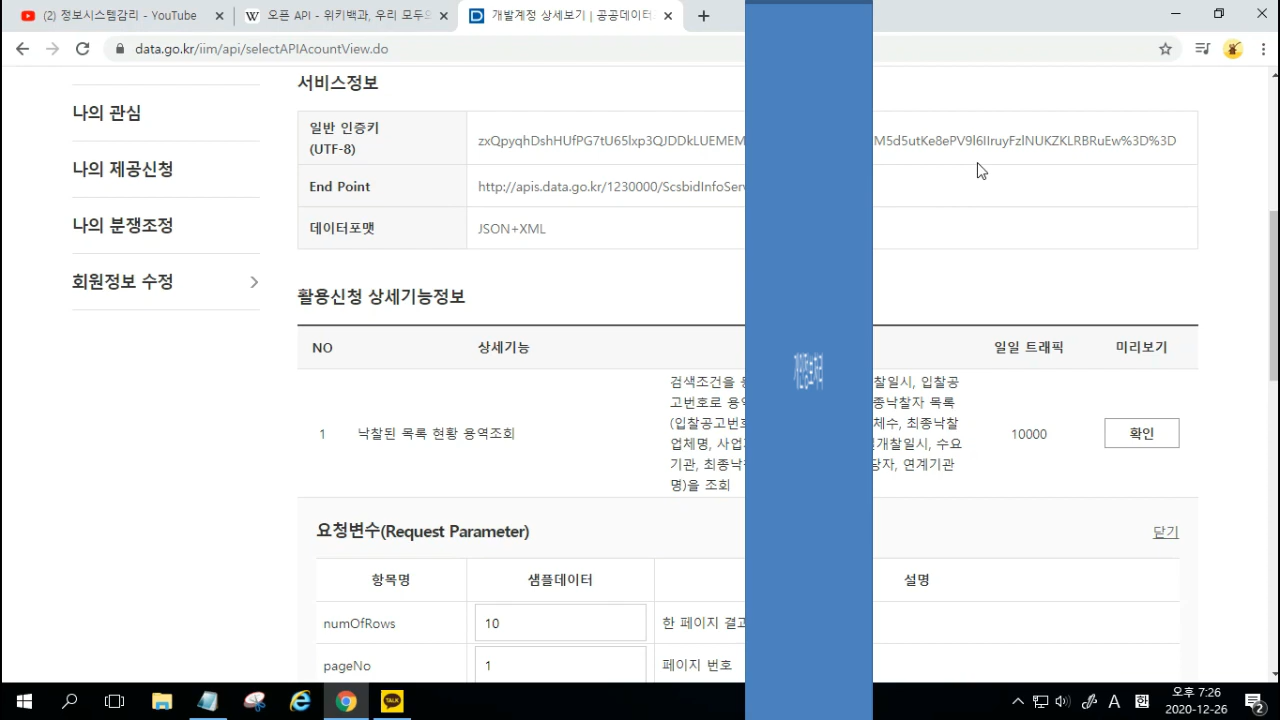 (2) 정보시스템감리 - YouTube
오픈 API - 위키백과, 우리 모두의
개발계정 상세보기 | 공공데이터
data.go.kr/iim/api/selectAPIAcountView.do
나의 관심
나의 제공신청
나의 분쟁조정
회원정보 수정
서비스정보
일반 인증키
(UTF-8)
zxQpyqhDshHUfPG7tU65lxp3QJDDkLUEMEM M5d5utKe8ePV9l6IIruyFzlNUKZKLRBRuEw%3D%3D
End Point http://apis.data.go.kr/1230000/ScsbidInfoSer
데이터포맷 JSON+XML
활용신청 상세기능정보
NO 상세기능 일일 트래픽 미리보기
1 낙찰된 목록 현황 용역조회 10000 확인
검색조건을 찰일시, 입찰공
고번호로 용역 종낙찰자 목록
(입찰공고번호 체수, 최종낙찰
업체명, 개찰일시, 수요
기관, 최종낙 당자, 연계기관
명)을 조회
요청변수(Request Parameter) 닫기
항목명 샘플데이터 설명
numOfRows 10 한 페이지 결과
pageNo 1 페이지 번호
개인정보처리
TALK
A 한
오후 7:26
2020-12-26
2